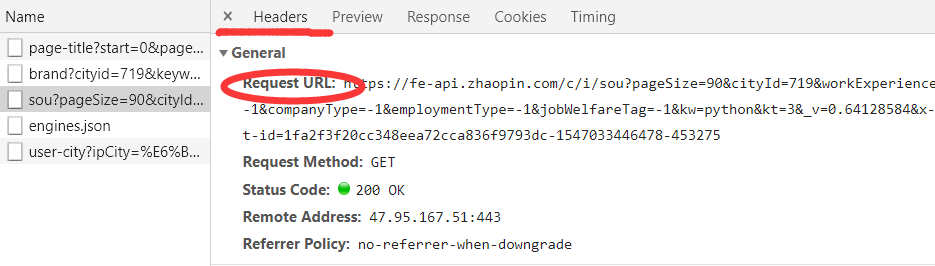 Name
page-title?start=0&page...
brand?cityid=719&keyw...
sou?pageSize=90&cityId...
engines.json
user-city?ipCity=%E6%B...
× Headers Preview Response Cookies Timing
▼ General
Request URL: https://fe-api.zhaopin.com/c/i/sou?pageSize=90&cityId=719&workExperience
-1&companyType=-1&employmentType=-1&jobWelfareTag=-1&kw=python&kt=3&_v=0.64128584&x-
t-id=1fa2f3f20cc348eea72cca836f9793dc-1547033446478-453275
Request Method: GET
Status Code: 200 OK
Remote Address: 47.95.167.51:443
Referrer Policy: no-referrer-when-downgrade